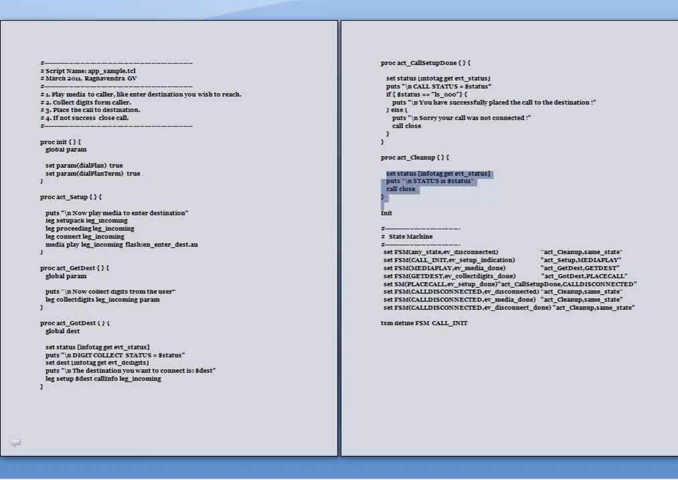 #----------------------------------------------------
# Script Name: app_sample.tcl
# March 2011, Raghavendra GV
#----------------------------------------------------
# 1. Play media to caller, like enter destination you wish to reach.
# 2. Collect digits form caller.
# 3. Place the call to destination.
# 4. If not success close call.
#----------------------------------------------------
proc init { } {
global param
set param(dialPlan) true
set param(dialPlanTerm) true
}
proc act_Setup { } {
puts "\n Now play media to enter destination"
leg setupack leg_incoming
leg proceeding leg_incoming
leg connect leg_incoming
media play leg_incoming flash:en_enter_dest.au
}
proc act_GetDest { } {
global param
puts "\n Now collect digits from the user"
leg collectdigits leg_incoming param
}
proc act_GotDest { } {
global dest
set status [infotag get evt_status]
puts "\n DIGIT COLLECT STATUS = $status"
set dest [infotag get evt_dcdigits]
puts "\n The destination you want to connect is: $dest"
leg setup $dest callInfo leg_incoming
}
proc act_CallSetupDone { } {
set status [infotag get evt_status]
puts "\n CALL STATUS = $status"
if { $status == "ls_000"} {
puts "\n You have successfully placed the call to the destination !"
} else {
puts "\n Sorry your call was not connected !"
call close
}
}
proc act_Cleanup { } {
set status [infotag get evt_status]
puts "\n STATUS is $status"
call close
}
Init
#---------------------------
# State Machine
#---------------------------
set FSM(any_state,ev_disconnected) "act_Cleanup,same_state"
set FSM(CALL_INIT,ev_setup_indication) "act_Setup,MEDIAPLAY"
set FSM(MEDIAPLAY,ev_media_done) "act_GetDest,GETDEST"
set FSM(GETDEST,ev_collectdigits_done) "act_GotDest,PLACECALL"
set SM(PLACECALL,ev_setup_done)"act_CallSetupDone,CALLDISCONNECTED"
set FSM(CALLDISCONNECTED,ev_disconnected) "act_Cleanup,same_state"
set FSM(CALLDISCONNECTED,ev_media_done) "act_Cleanup,same_state"
set FSM(CALLDISCONNECTED,ev_disconnect_done) "act_Cleanup,same_state"
fsm define FSM CALL_INIT